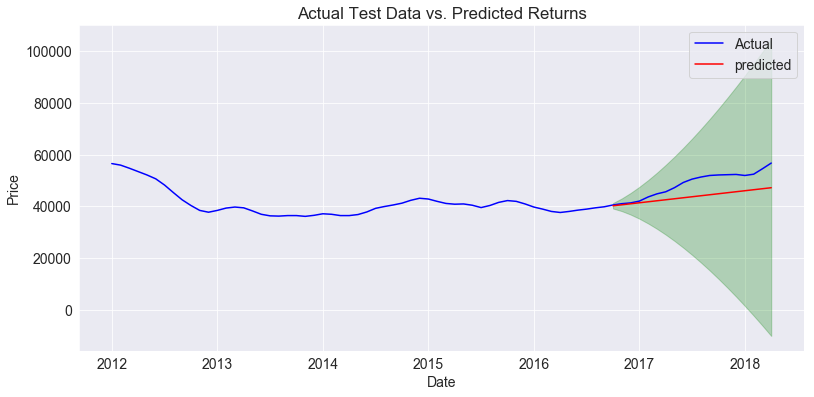 Actual Test Data vs. Predicted Returns
Actual
predicted
Price
100000
80000
60000
40000
20000
0
2012 2013 2014 2015 2016 2017 2018
Date